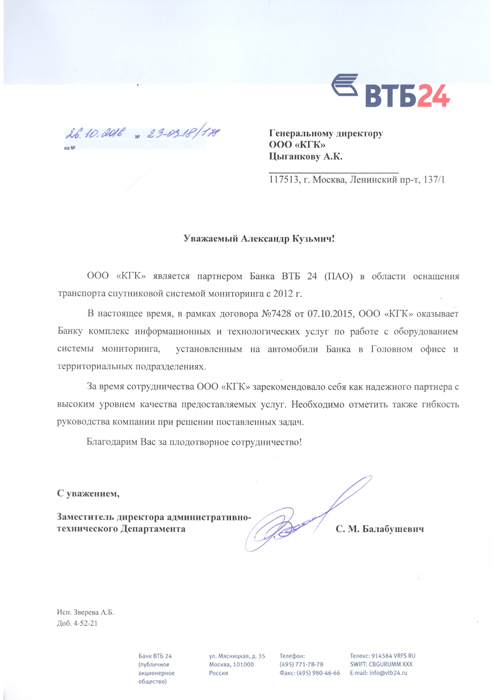 ВТБ24
26.10.2016 № 23-03.18/171
на №
Генеральному директору
ООО «КГК»
Цыганкову А.К.
117513, г. Москва, Ленинский пр-т, 137/1
Уважаемый Александр Кузьмич!
ООО «КГК» является партнером Банка ВТБ 24 (ПАО) в области оснащения
транспорта спутниковой системой мониторинга с 2012 г.
В настоящее время, в рамках договора №7428 от 07.10.2015, ООО «КГК» оказывает
Банку комплекс информационных и технологических услуг по работе с оборудованием
системы мониторинга, установленным на автомобили Банка в Головном офисе и
территориальных подразделениях.
За время сотрудничества ООО «КГК» зарекомендовало себя как надежного партнера с
высоким уровнем качества предоставляемых услуг. Необходимо отметить также гибкость
руководства компании при решении поставленных задач.
Благодарим Вас за плодотворное сотрудничество!
С уважением,
Заместитель директора административно-
технического Департамента
С. М. Балабушевич
Исп. Зверева А.Б.
Доб. 4-52-21
Банк ВТБ 24
(публичное
акционерное
общество)
ул. Мясницкая, д. 35
Москва, 101000
Россия
Телефон:
(495) 771-78-78
Факс: (495) 980-46-66
Телекс: 914584 VRFS.RU
SWIFT: CBGURUMM XXX
E-mail: info@vtb24.ru